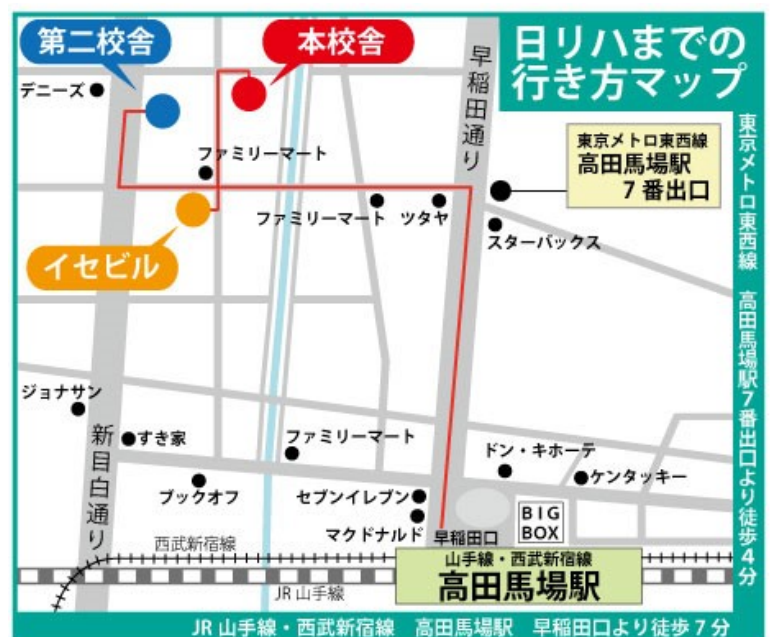 日リハまでの
行き方マップ
第二校舎
本校舎
早稲田通り
デニーズ
ファミリーマート
東京メトロ東西線
高田馬場駅
7番出口
ファミリーマート
ツタヤ
スターバックス
イセビル
ジョナサン
新目白通り
すき家
ファミリーマート
ドン・キホーテ
ケンタッキー
ブックオフ
セブンイレブン
マクドナルド
早稲田口
BIG
BOX
西武新宿線
JR 山手線
山手線・西武新宿線
高田馬場駅
東京メトロ東西線 高田馬場駅7番出口より徒歩4分
JR 山手線・西武新宿線 高田馬場駅 早稲田口より徒歩 7 分